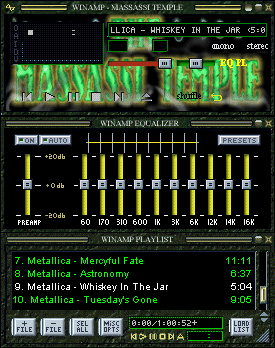 WINAMP - MASSASSI TEMPLE
LLICA - WHISKEY IN THE JAR <5:0
mono stereo
EQ PL
MASSASSI TEMPLE
shuffle
WINAMP EQUALIZER
ON AUTO PRESETS
+20db
+0db
-20db
PREAMP 60 170 310 600 1K 3K 6K 12K 14K 16K
WINAMP PLAYLIST
7. Metallica - Mercyful Fate 11:11
8. Metallica - Astronomy 6:37
9. Metallica - Whiskey In The Jar 5:04
10. Metallica - Tuesday's Gone 9:05
+ FILE
- FILE
SEL ALL
MISC OPTS
0:00/1:00:52+
LOAD LIST